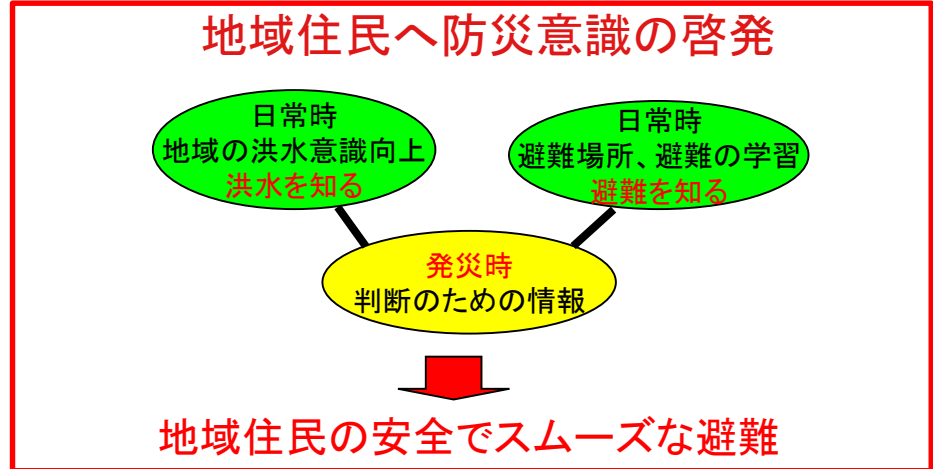 地域住民へ防災意識の啓発
日常時
地域の洪水意識向上
洪水を知る
日常時
避難場所、避難の学習
避難を知る
発災時
判断のための情報
地域住民の安全でスムーズな避難